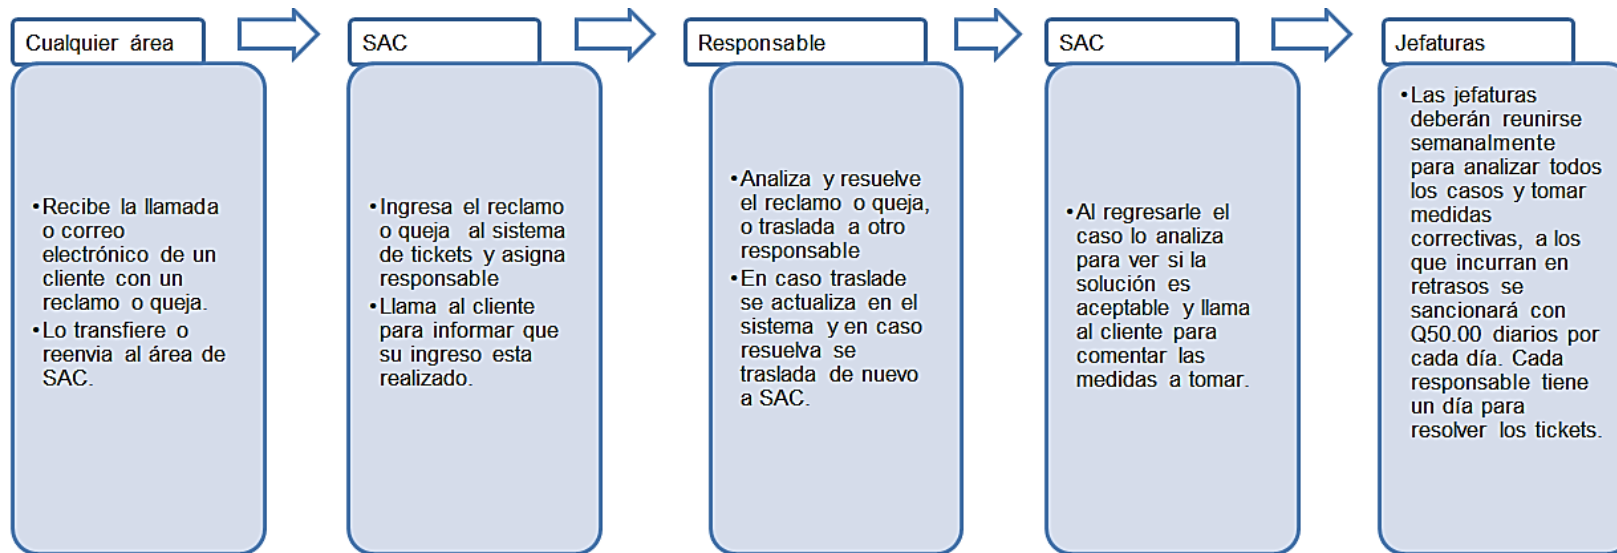 Cualquier área
•Recibe la llamada
o correo
electrónico de un
cliente con un
reclamo o queja.
•Lo transfiere o
reenvia al área de
SAC.
SAC
•Ingresa el reclamo
o queja al sistema
de tickets y asigna
responsable
•Llama al cliente
para informar que
su ingreso esta
realizado.
Responsable
•Analiza y resuelve
el reclamo o queja,
o traslada a otro
responsable
•En caso traslade
se actualiza en el
sistema y en caso
resuelva se
traslada de nuevo
a SAC.
SAC
•Al regresarle el
caso lo analiza
para ver si la
solución es
aceptable y llama
al cliente para
comentar las
medidas a tomar.
Jefaturas
•Las jefaturas
deberán reunirse
semanalmente
para analizar todos
los casos y tomar
medidas
correctivas, a los
que incurran en
retrasos se
sancionará con
Q50.00 diarios por
cada día. Cada
responsable tiene
un día para
resolver los tickets.